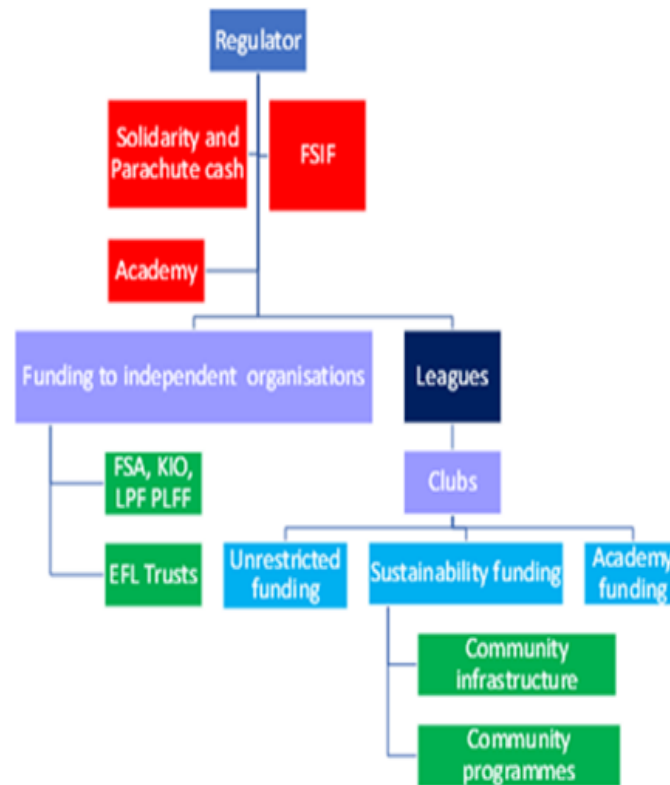 Regulator
Solidarity and
Parachute cash
FSIF
Academy
Funding to independent organisations
Leagues
FSA, KIO,
LPF PLFF
Clubs
EFL Trusts
Unrestricted
funding
Sustainability funding
Academy
funding
Community
infrastructure
Community
programmes